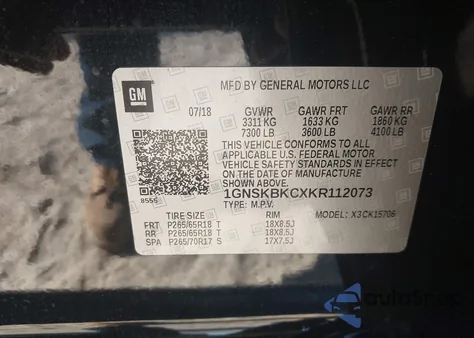 MFD BY GENERAL MOTORS LLC
GM
07/18 GVWR GAWR FRT GAWR RR
3311 KG 1633 KG 1860 KG
7300 LB 3600 LB 4100 LB
THIS VEHICLE CONFORMS TO ALL
APPLICABLE U.S. FEDERAL MOTOR
VEHICLE SAFETY STANDARDS IN EFFECT
ON THE DATE OF MANUFACTURE
SHOWN ABOVE.
1GNSKBKCXKR112073
TYPE: M.P.V. MODEL: X3CK15706
8555
TIRE SIZE SPEED RTG RIM
FRT P265/65R18 T 18X8.5J
RR P265/65R18 T 18X8.5J
SPA P265/70R17 S 17X7.5J